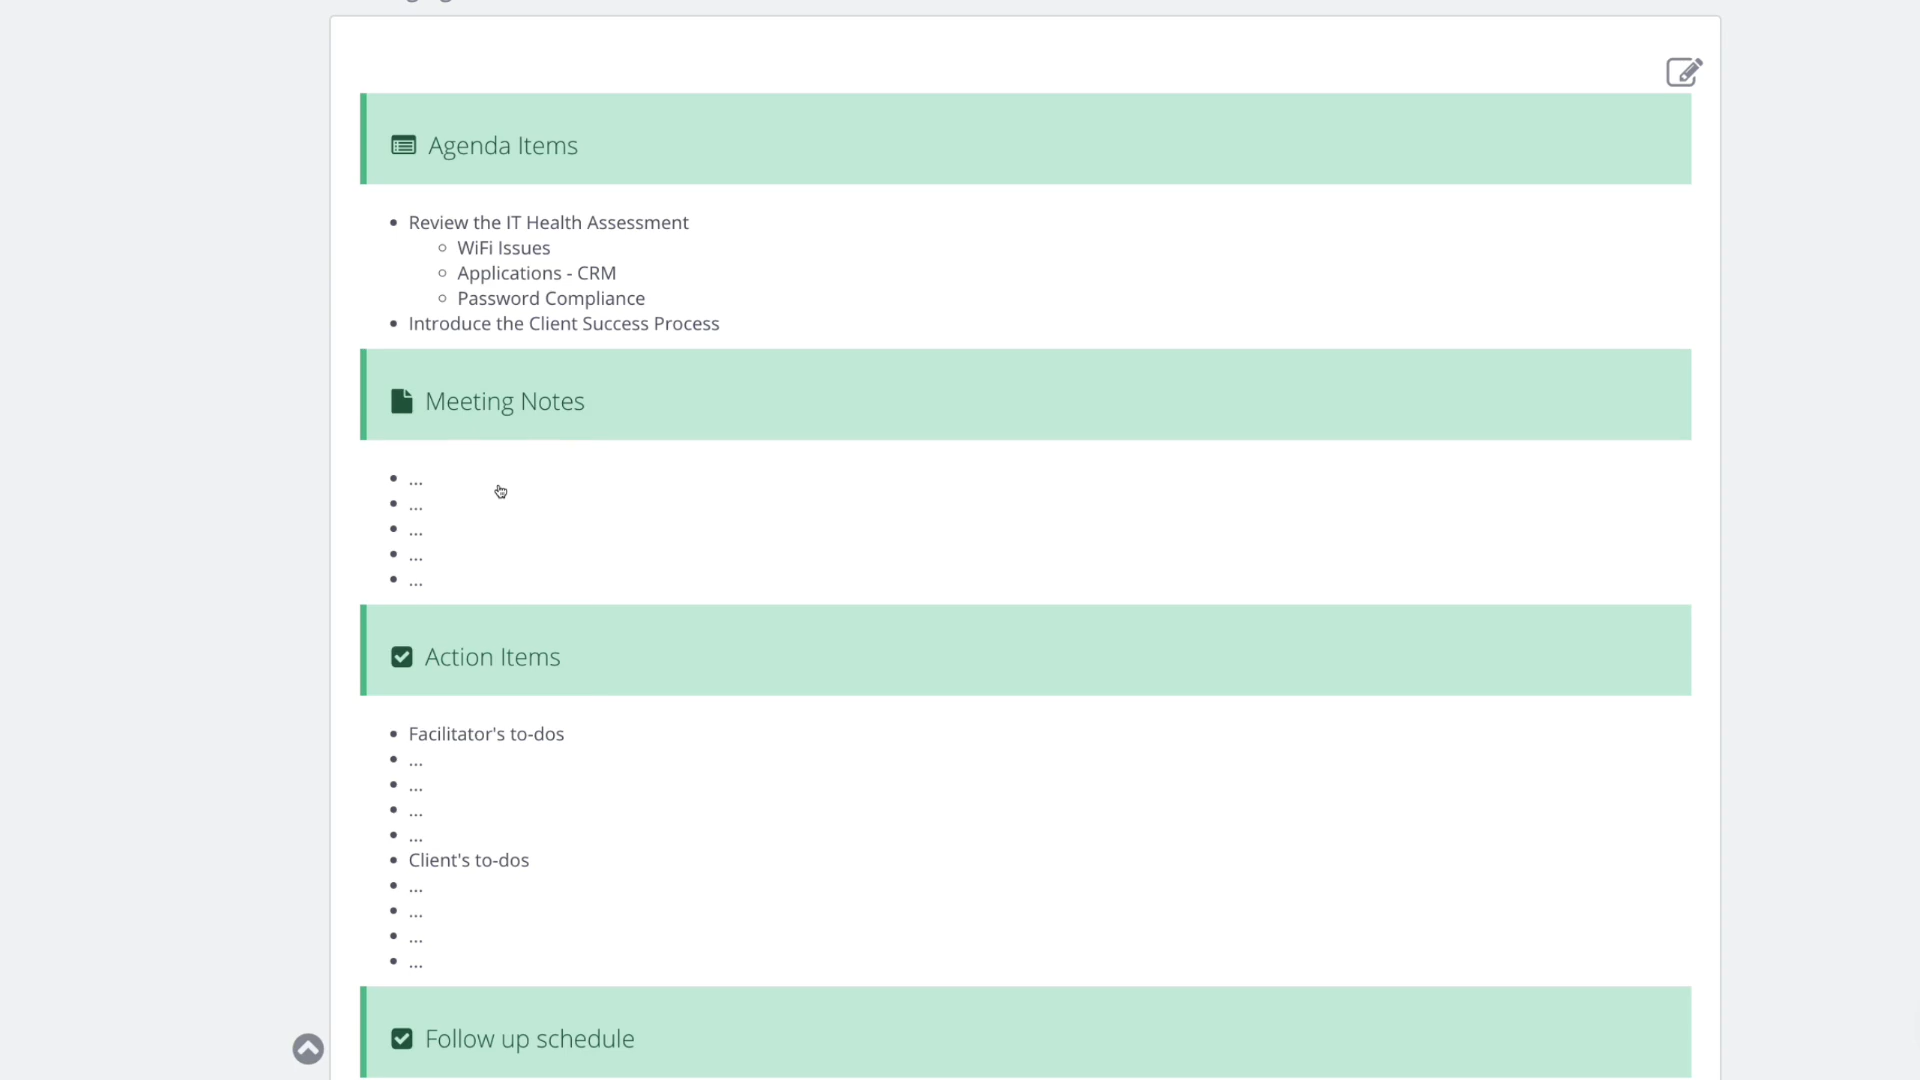 Agenda Items
Review the IT Health Assessment
WiFi Issues
Applications - CRM
Password Compliance
Introduce the Client Success Process
Meeting Notes
...
...
...
...
...
Action Items
Facilitator's to-dos
...
...
...
...
Client's to-dos
...
...
...
...
Follow up schedule